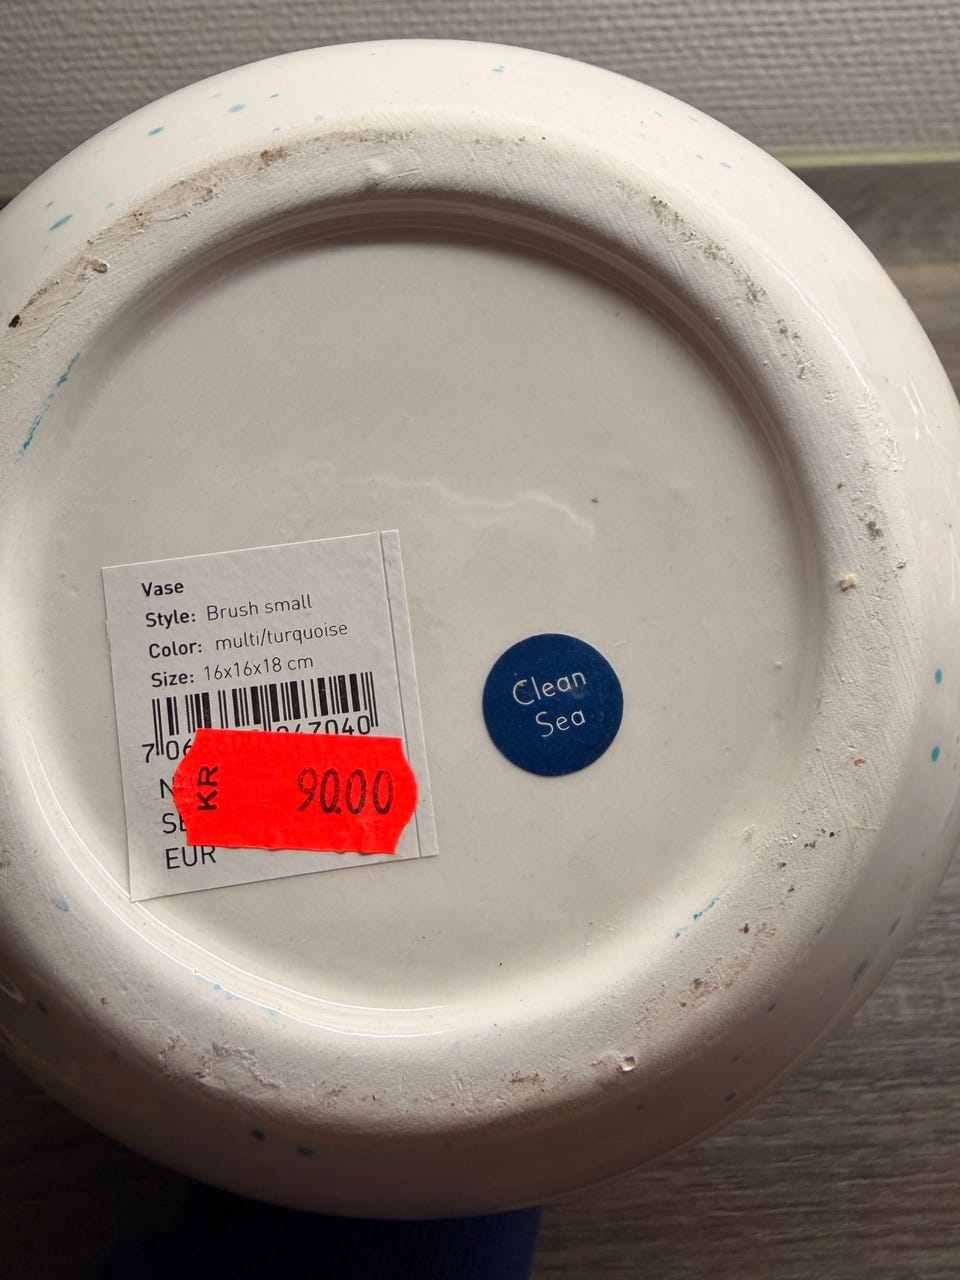 Vase
Style: Brush small
Color: multi/turquoise
Size: 16x16x18 cm
EUR
KR 90.00
Clean
Sea